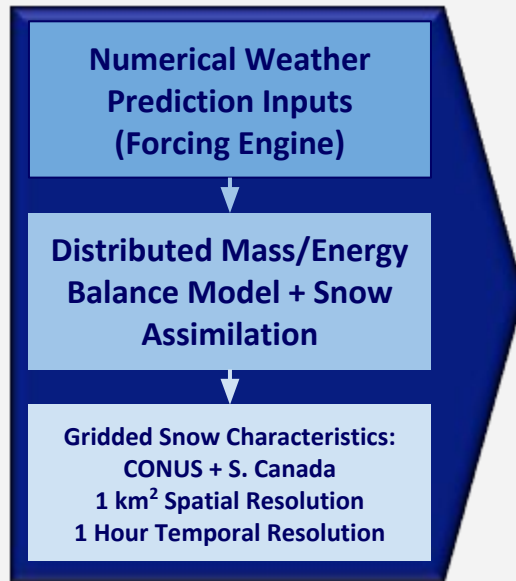 Numerical Weather
Prediction Inputs
(Forcing Engine)
Distributed Mass/Energy
Balance Model + Snow
Assimilation
Gridded Snow Characteristics:
CONUS + S. Canada
1 km² Spatial Resolution
1 Hour Temporal Resolution